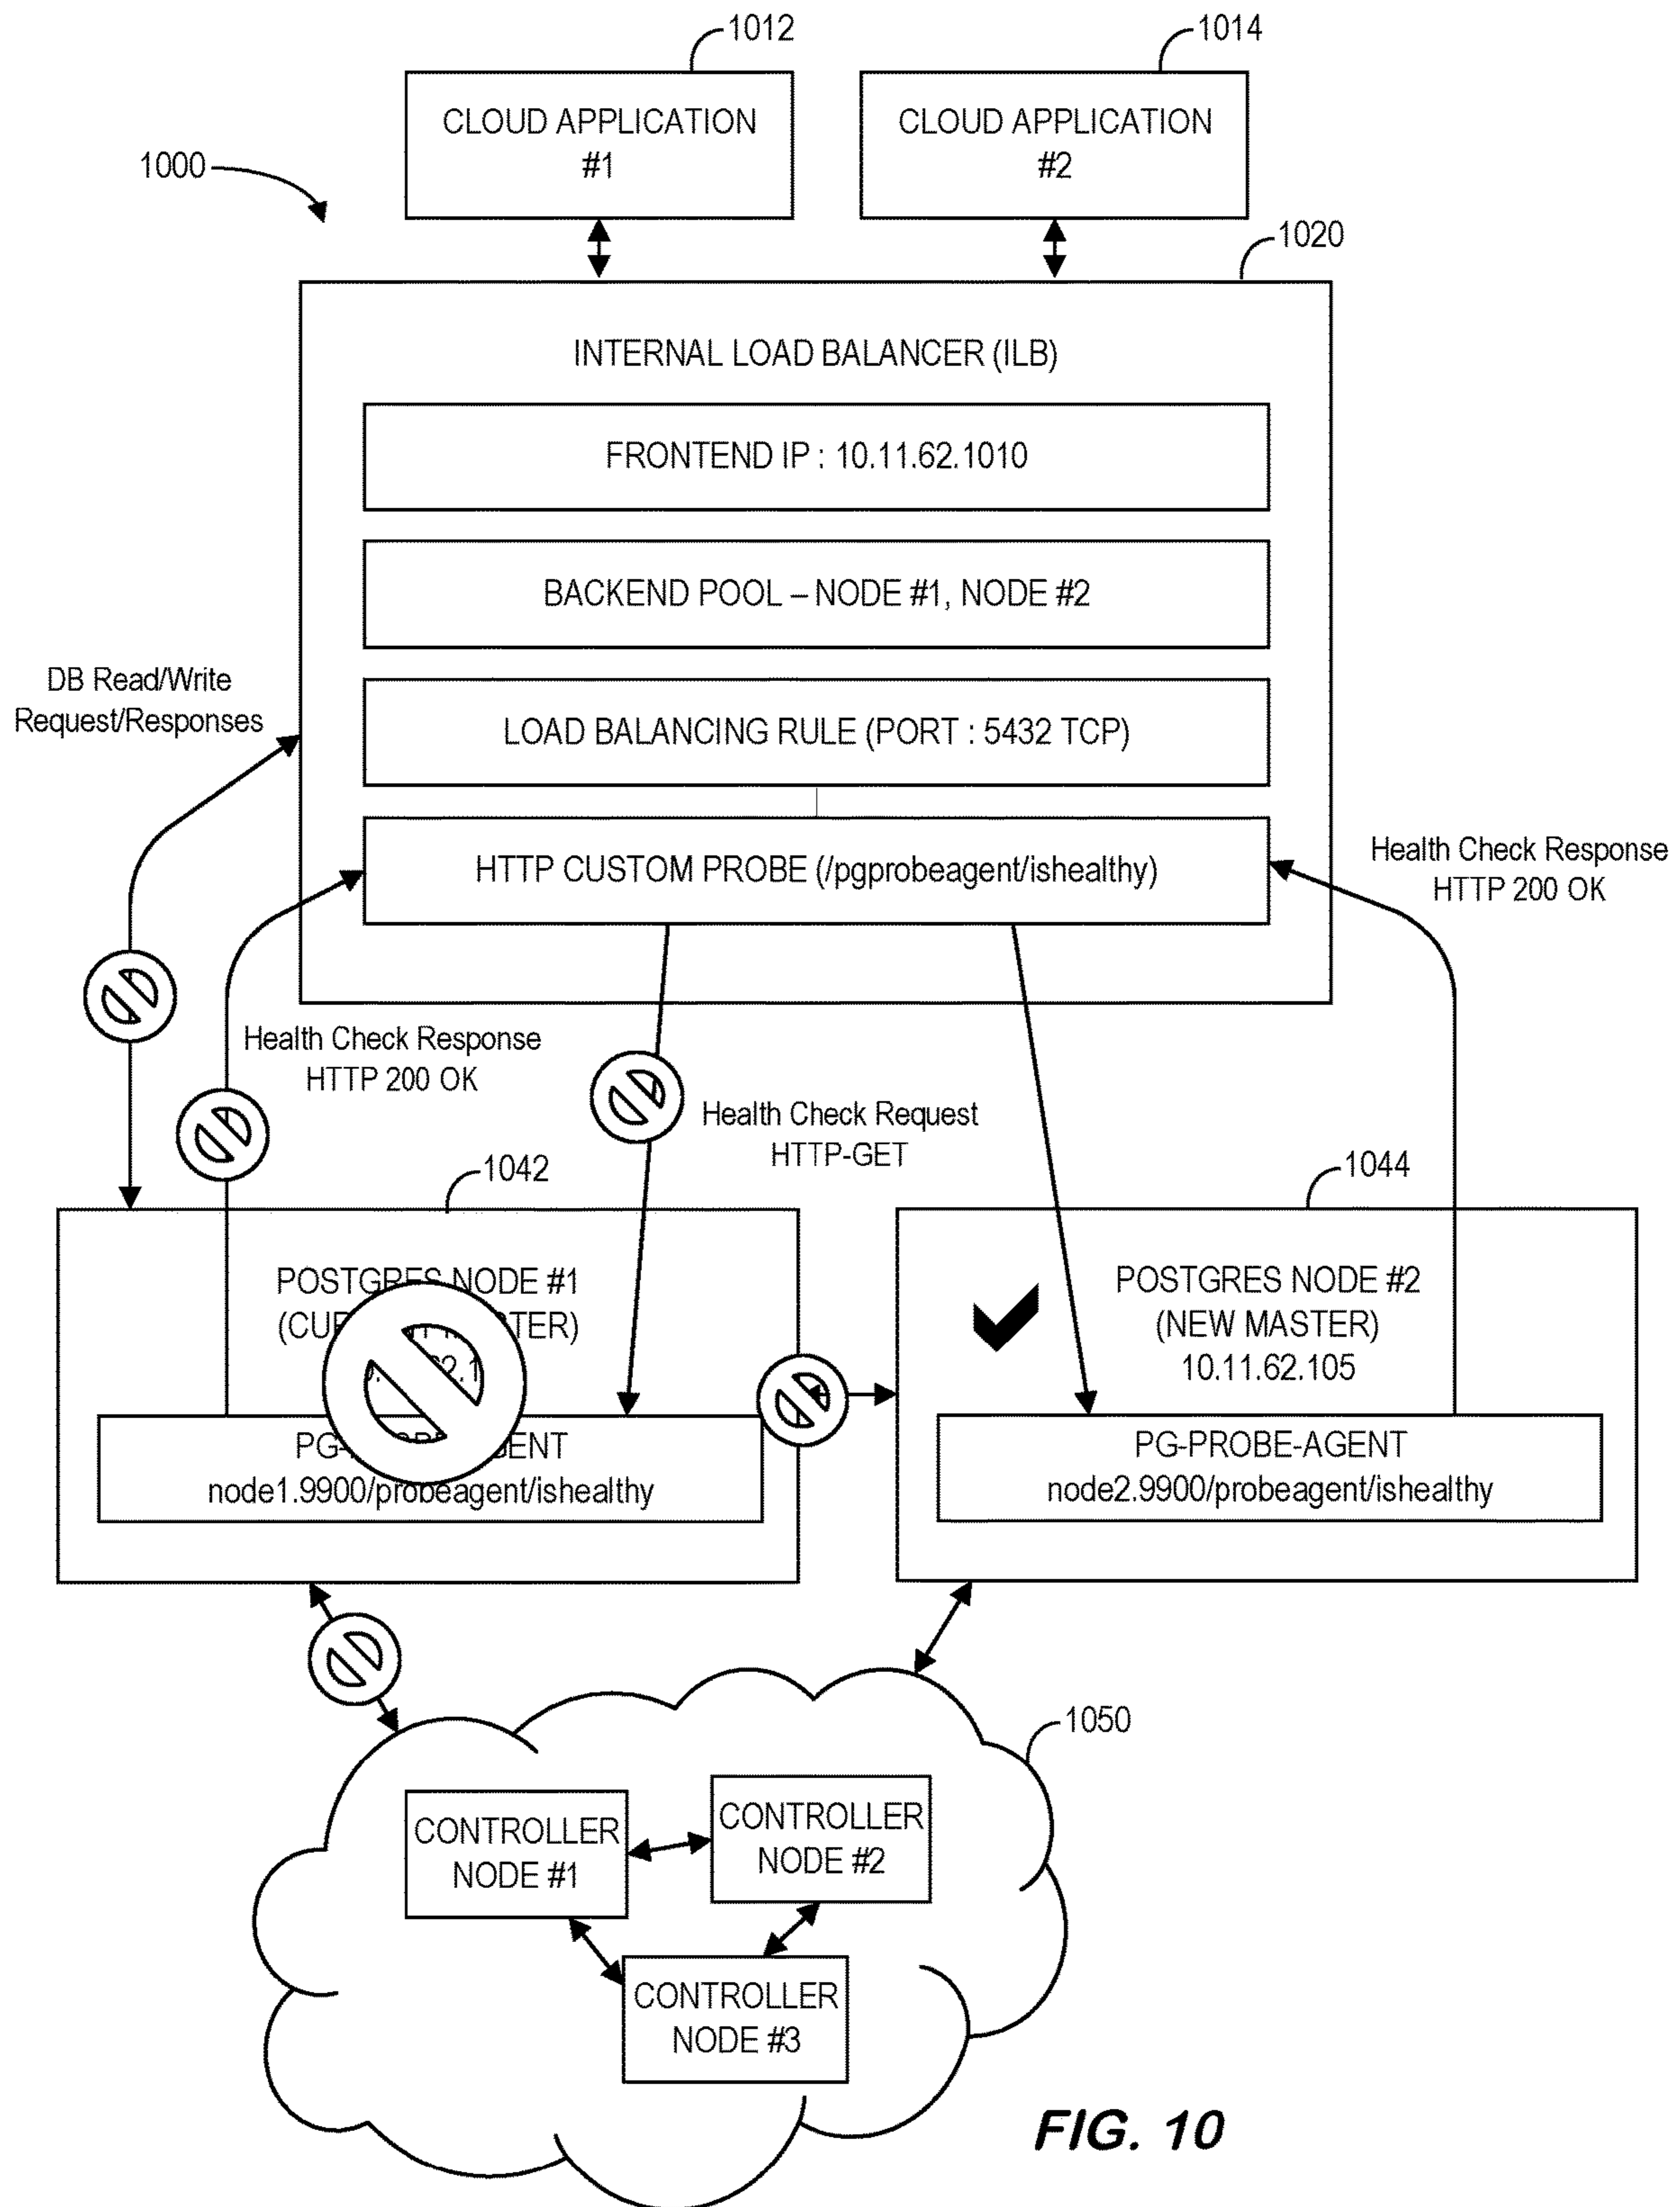 1012
1014
CLOUD APPLICATION
#1
CLOUD APPLICATION
#2
1000
1020
INTERNAL LOAD BALANCER (ILB)
FRONTEND IP : 10.11.62.1010
BACKEND POOL – NODE #1, NODE #2
DB Read/Write
Request/Responses
LOAD BALANCING RULE (PORT : 5432 TCP)
HTTP CUSTOM PROBE (/pgprobeagent/ishealthy)
Health Check Response
HTTP 200 OK
Health Check Response
HTTP 200 OK
Health Check Request
HTTP-GET
1042
1044
POSTGRES NODE #1
POSTGRES NODE #2
(NEW MASTER)
10.11.62.105
node1.9900/probeagent/ishealthy
PG-PROBE-AGENT
node2.9900/probeagent/ishealthy
1050
CONTROLLER
NODE #1
CONTROLLER
NODE #2
CONTROLLER
NODE #3
FIG. 10